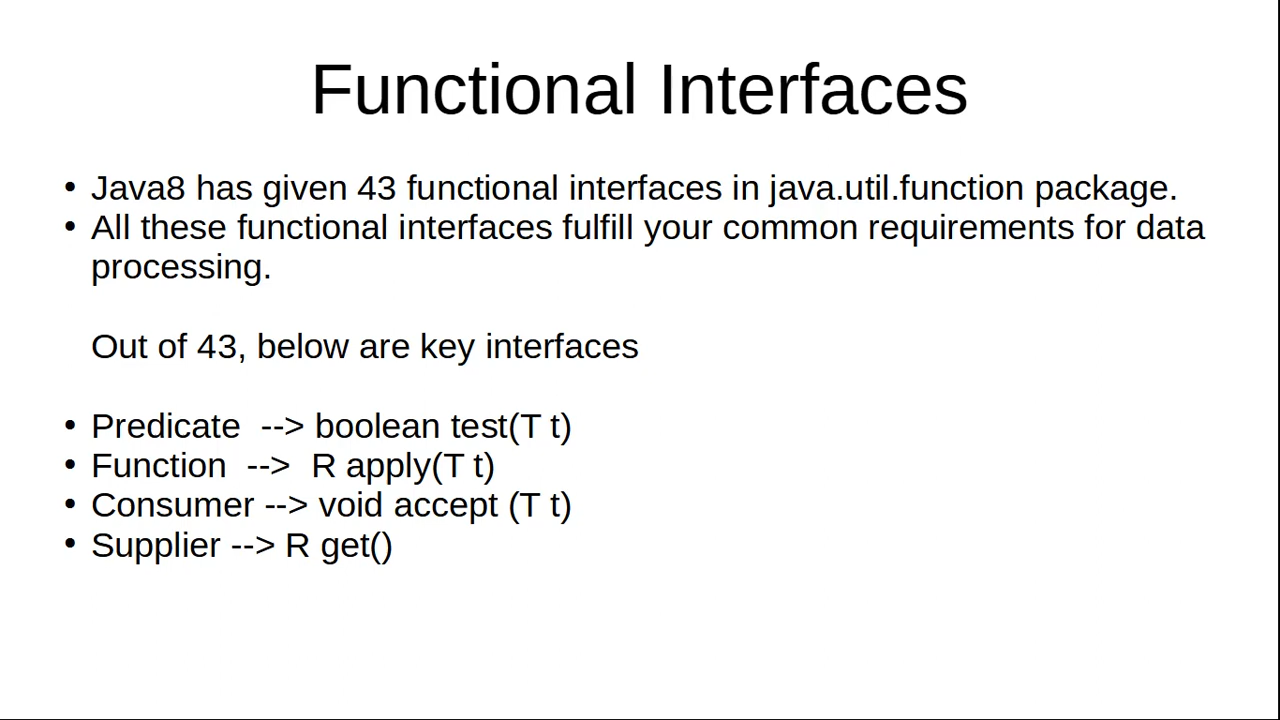 Functional Interfaces
• Java8 has given 43 functional interfaces in java.util.function package.
• All these functional interfaces fulfill your common requirements for data
processing.
Out of 43, below are key interfaces
• Predicate  --> boolean test(T t)
• Function  -->  R apply(T t)
• Consumer --> void accept (T t)
• Supplier --> R get()